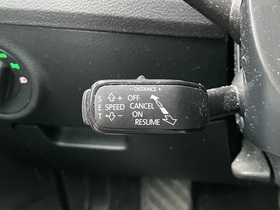 − DISTANCE +
S ⇧+ OFF
E SPEED CANCEL
T ⇩− ON
RESUME